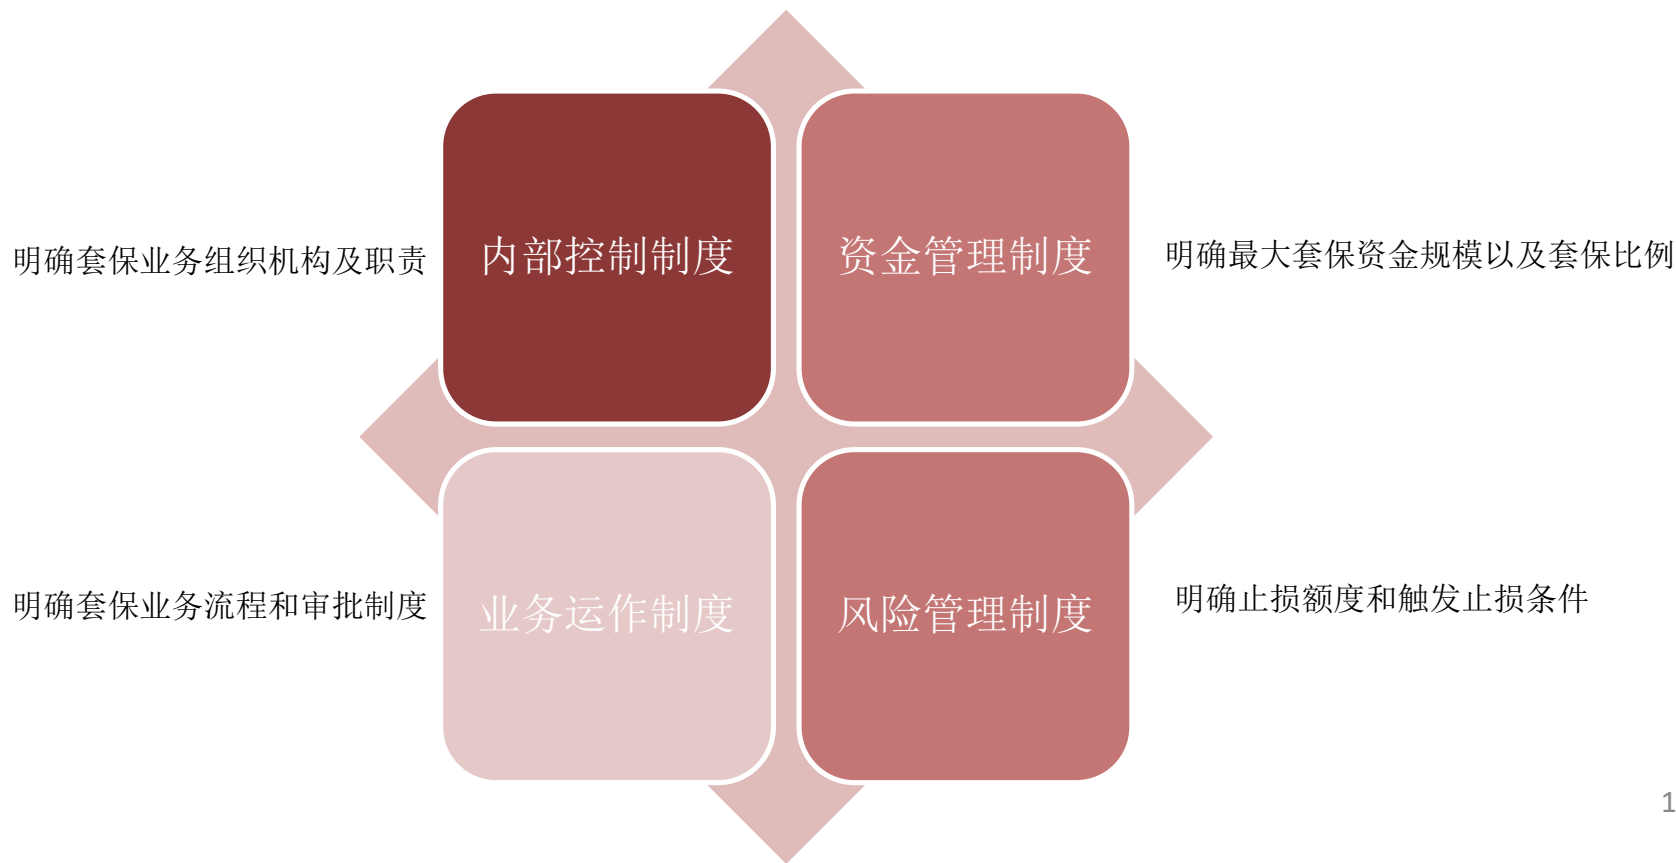 明确套保业务组织机构及职责
内部控制制度
资金管理制度
明确最大套保资金规模以及套保比例
明确套保业务流程和审批制度
业务运作制度
风险管理制度
明确止损额度和触发止损条件
1